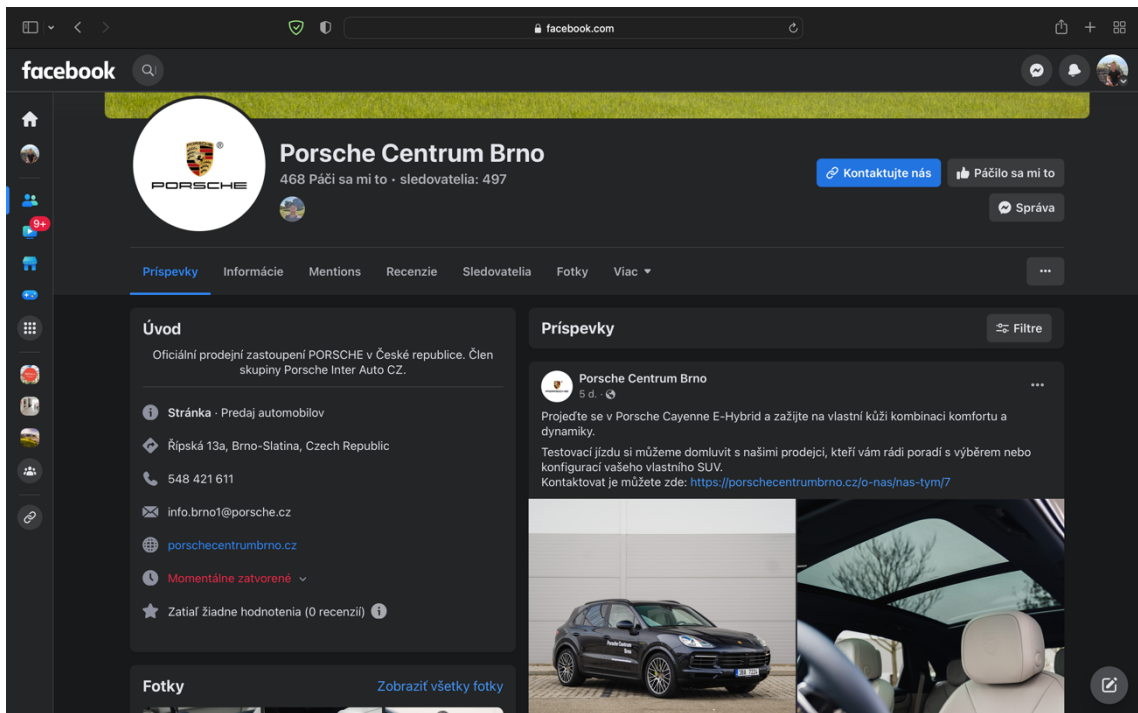 facebook.com
facebook
9+
PORSCHE
Porsche Centrum Brno
468 Páči sa mi to · sledovatelia: 497
Kontaktujte nás
Páčilo sa mi to
Správa
Príspevky
Informácie
Mentions
Recenzie
Sledovatelia
Fotky
Viac
Úvod
Oficiální prodejní zastoupení PORSCHE v České republice. Člen
skupiny Porsche Inter Auto CZ.
Stránka · Predaj automobilov
Řípská 13a, Brno-Slatina, Czech Republic
548 421 611
info.brno1@porsche.cz
porschecentrumbrno.cz
Momentálne zatvorené
Zatiaľ žiadne hodnotenia (0 recenzií)
Fotky
Zobraziť všetky fotky
Príspevky
Filtre
Porsche Centrum Brno
5 d. ·
Projeďte se v Porsche Cayenne E-Hybrid a zažijte na vlastní kůži kombinaci komfortu a
dynamiky.
Testovací jízdu si můžeme domluvit s našimi prodejci, kteří vám rádi poradí s výběrem nebo
konfigurací vašeho vlastního SUV.
Kontaktovat je můžete zde: https://porschecentrumbrno.cz/o-nas/nas-tym/7
Porsche Centrum
Brno